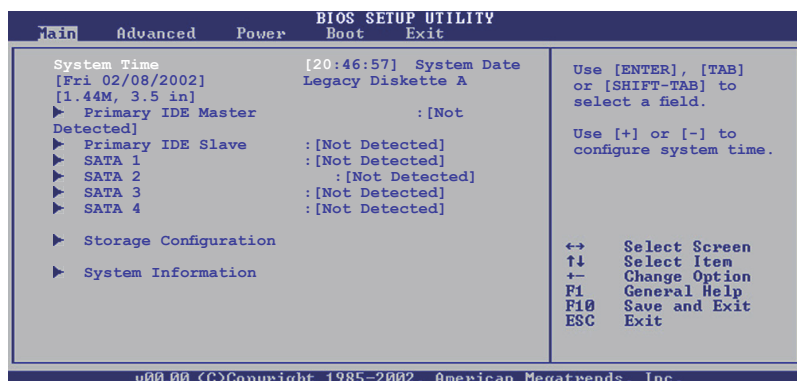 BIOS SETUP UTILITY
Main Advanced Power Boot Exit
System Time [20:46:57] System Date
[Fri 02/08/2002] Legacy Diskette A
[1.44M, 3.5 in]
Primary IDE Master :[Not
Detected]
Primary IDE Slave :[Not Detected]
SATA 1 :[Not Detected]
SATA 2 :[Not Detected]
SATA 3 :[Not Detected]
SATA 4 :[Not Detected]
Storage Configuration
System Information
Use [ENTER], [TAB]
or [SHIFT-TAB] to
select a field.
Use [+] or [-] to
configure system time.
↔ Select Screen
↑↓ Select Item
+- Change Option
F1 General Help
F10 Save and Exit
ESC Exit
v00.00 (C)Copyright 1985-2002, American Megatrends, Inc.